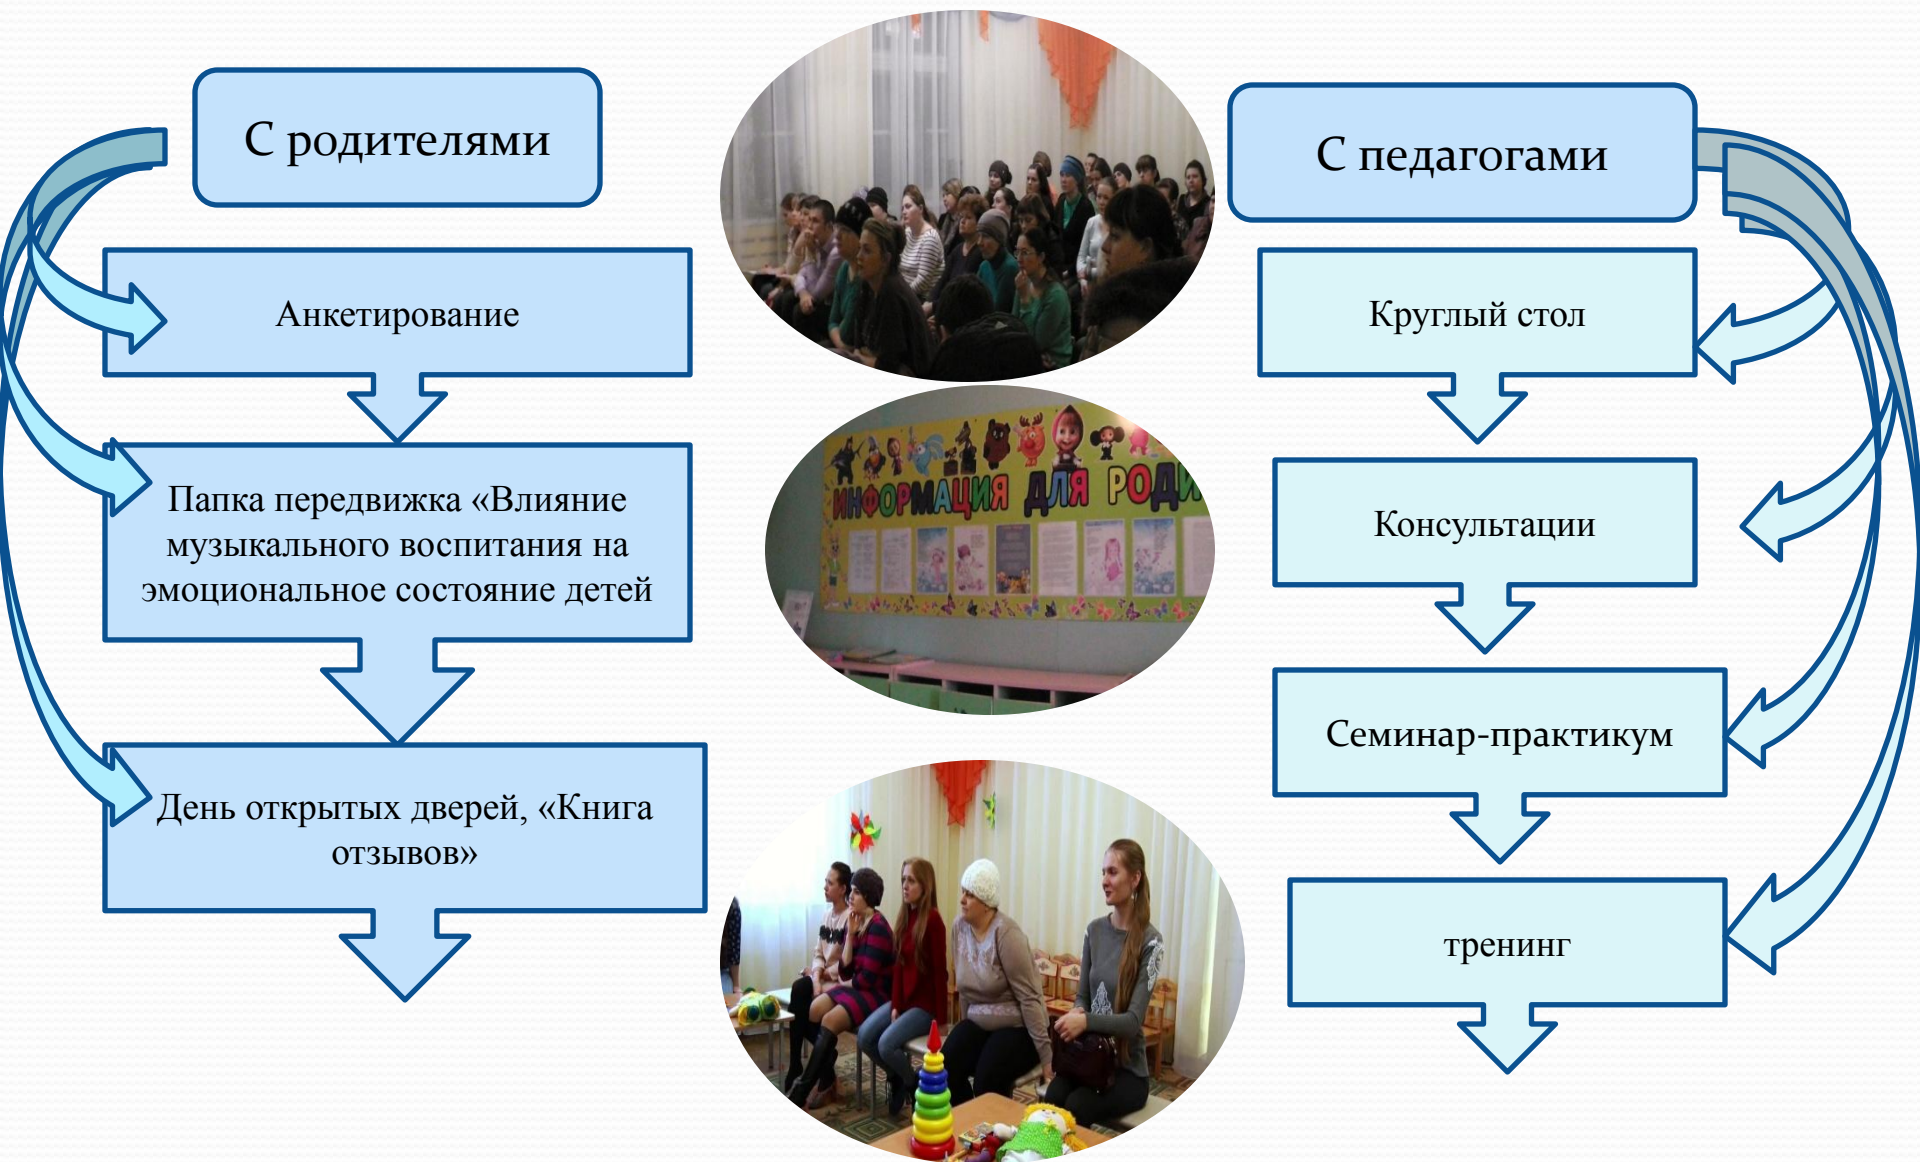 С родителями
Анкетирование
Папка передвижка «Влияние
музыкального воспитания на
эмоциональное состояние детей
День открытых дверей, «Книга
отзывов»
ИНФОРМАЦИЯ ДЛЯ
С педагогами
Круглый стол
Консультации
Семинар-практикум
тренинг